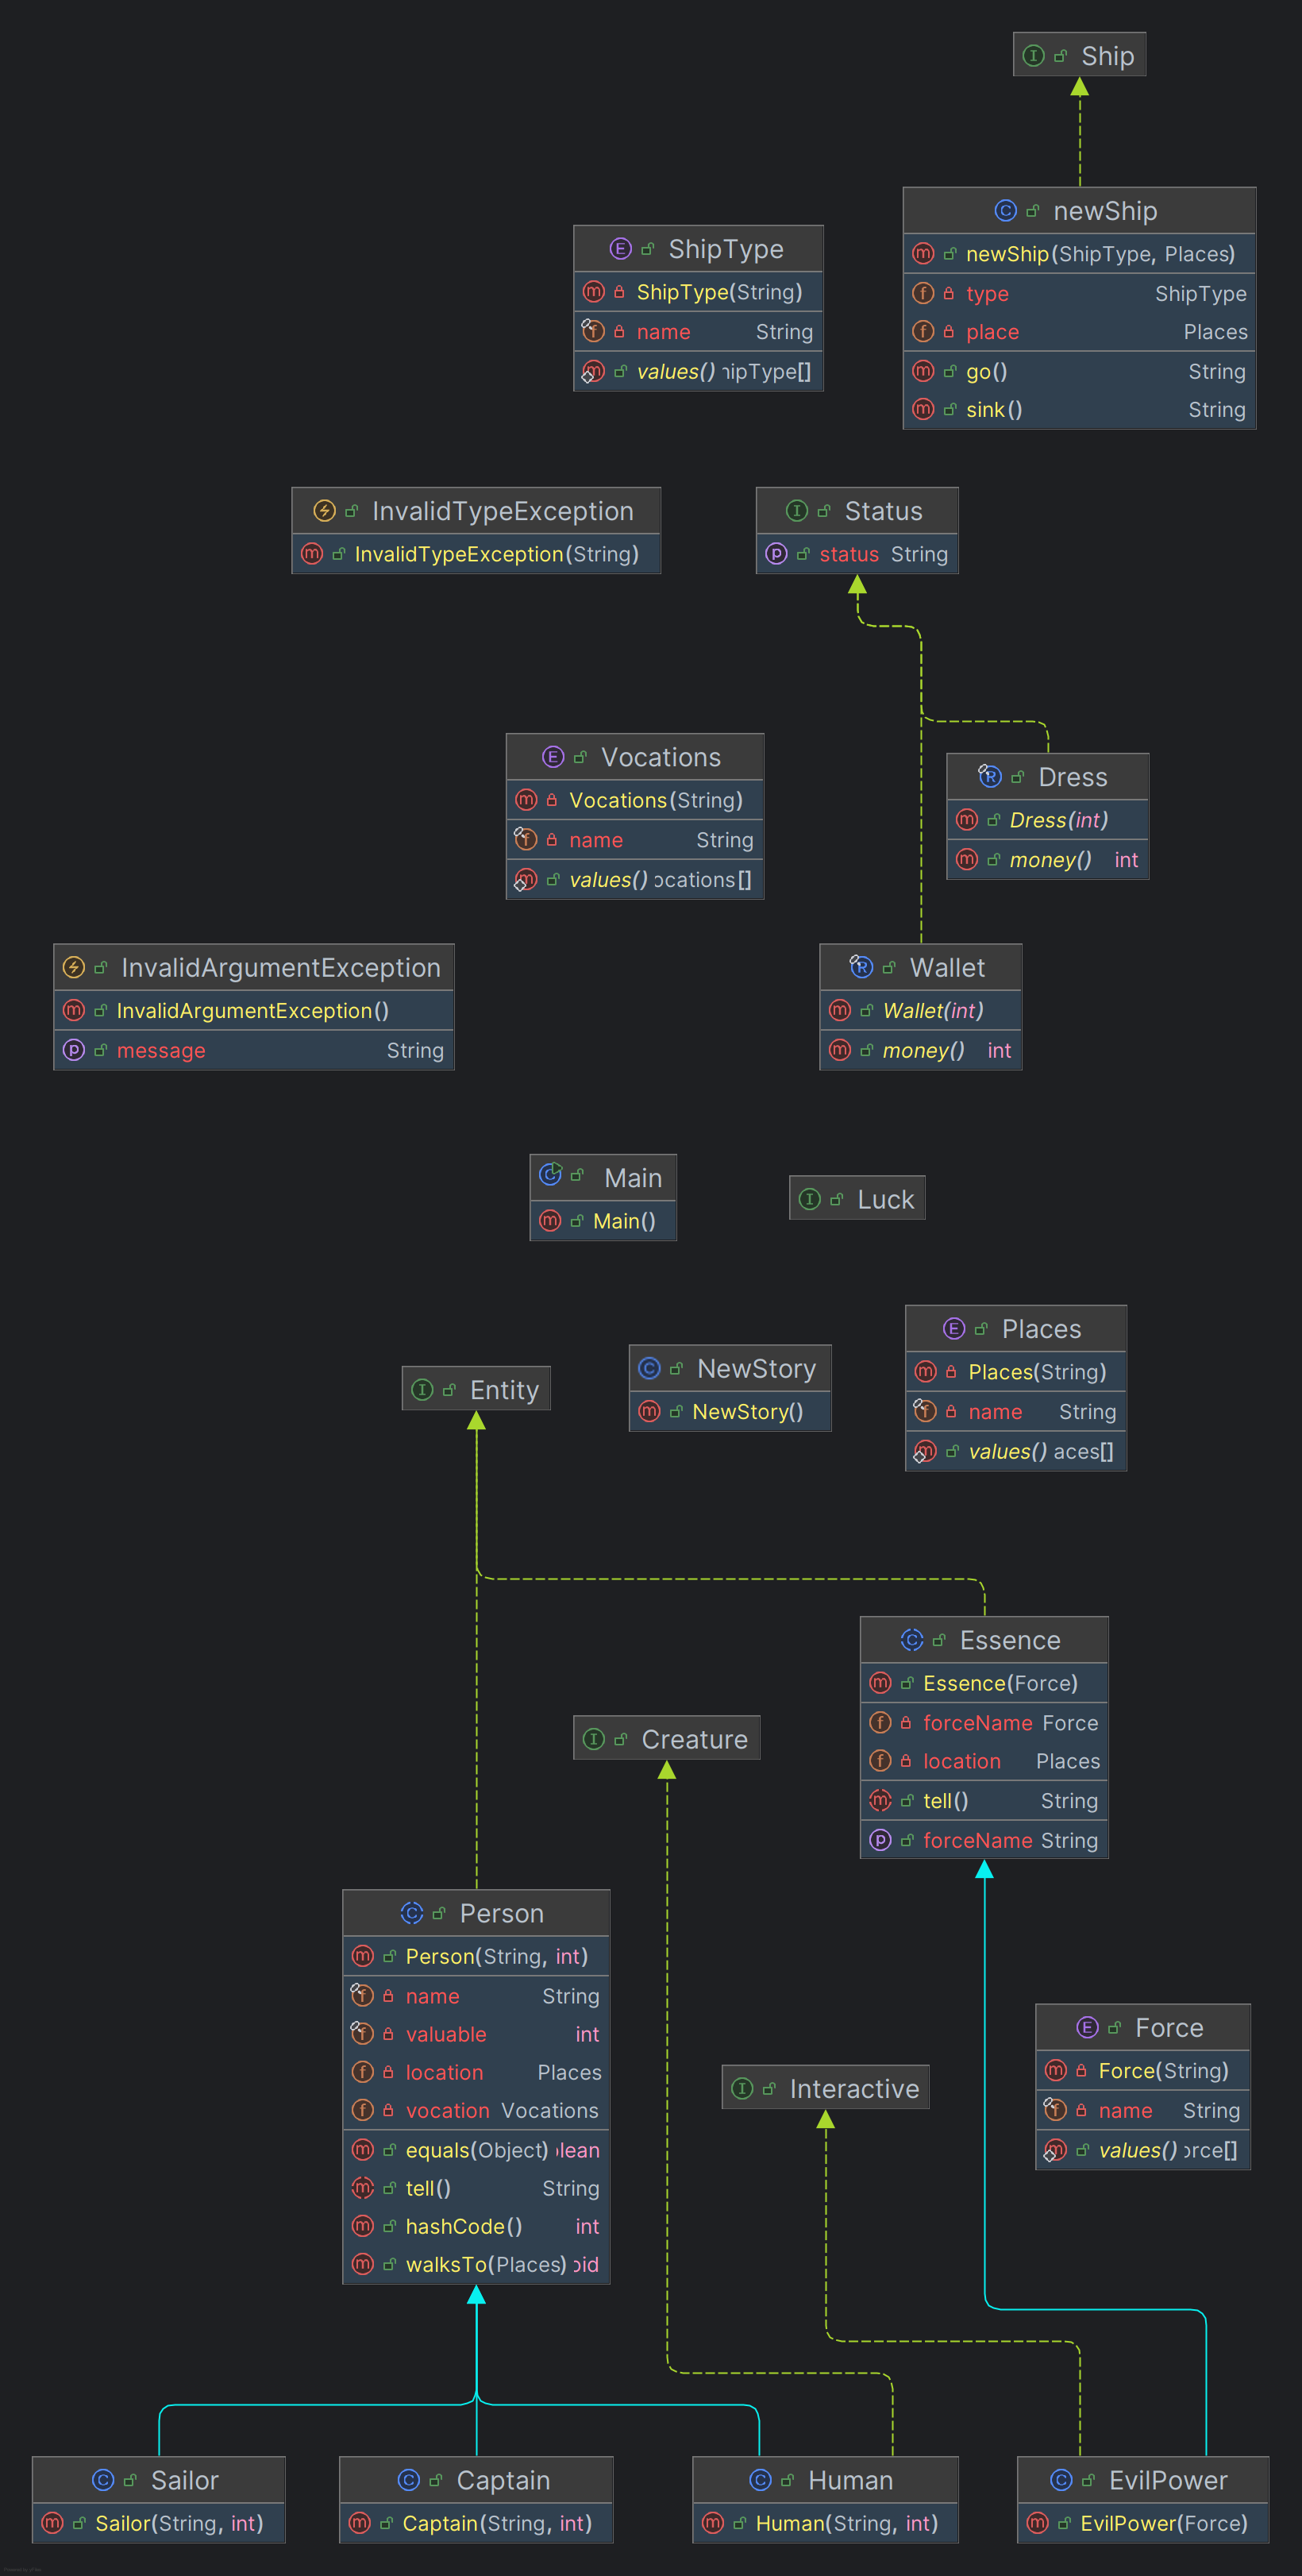 Ship
newShip
newShip(ShipType, Places)
type ShipType
place Places
go() String
sink() String
ShipType
ShipType(String)
name String
values() hipType[]
InvalidTypeException
InvalidTypeException(String)
Status
status String
Vocations
Vocations(String)
name String
values() ocations[]
Dress
Dress(int)
money() int
InvalidArgumentException
InvalidArgumentException()
message String
Wallet
Wallet(int)
money() int
Main
Main()
Luck
Places
Places(String)
name String
values() aces[]
NewStory
NewStory()
Entity
Essence
Essence(Force)
forceName Force
location Places
tell() String
forceName String
Creature
Person
Person(String, int)
name String
valuable int
location Places
vocation Vocations
equals(Object) lean
tell() String
hashCode() int
walksTo(Places) oid
Force
Force(String)
name String
values() orce[]
Interactive
Sailor
Sailor(String, int)
Captain
Captain(String, int)
Human
Human(String, int)
EvilPower
EvilPower(Force)